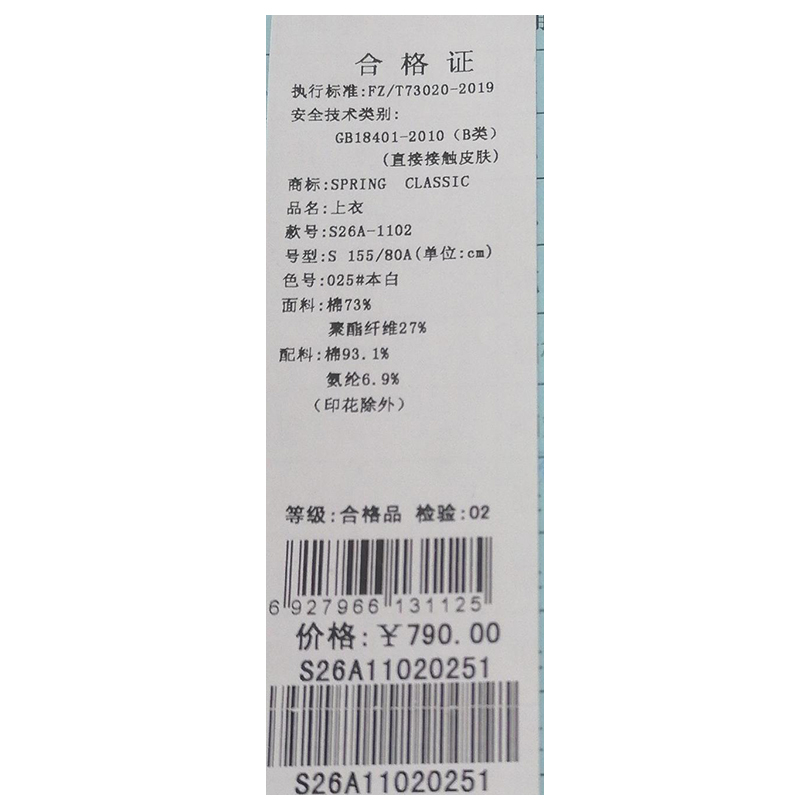 合格证
执行标准:FZ/T73020-2019
安全技术类别:
GB18401-2010（B类）
(直接接触皮肤)
商标:SPRING CLASSIC
品名:上衣
款号:S26A-1102
号型:S 155/80A(单位:cm)
色号:025#本白
面料:棉73%
聚酯纤维27%
配料:棉93.1%
氨纶6.9%
（印花除外）
等级:合格品 检验:02
6 927966 131125
价格:￥790.00
S26A11020251
S26A11020251